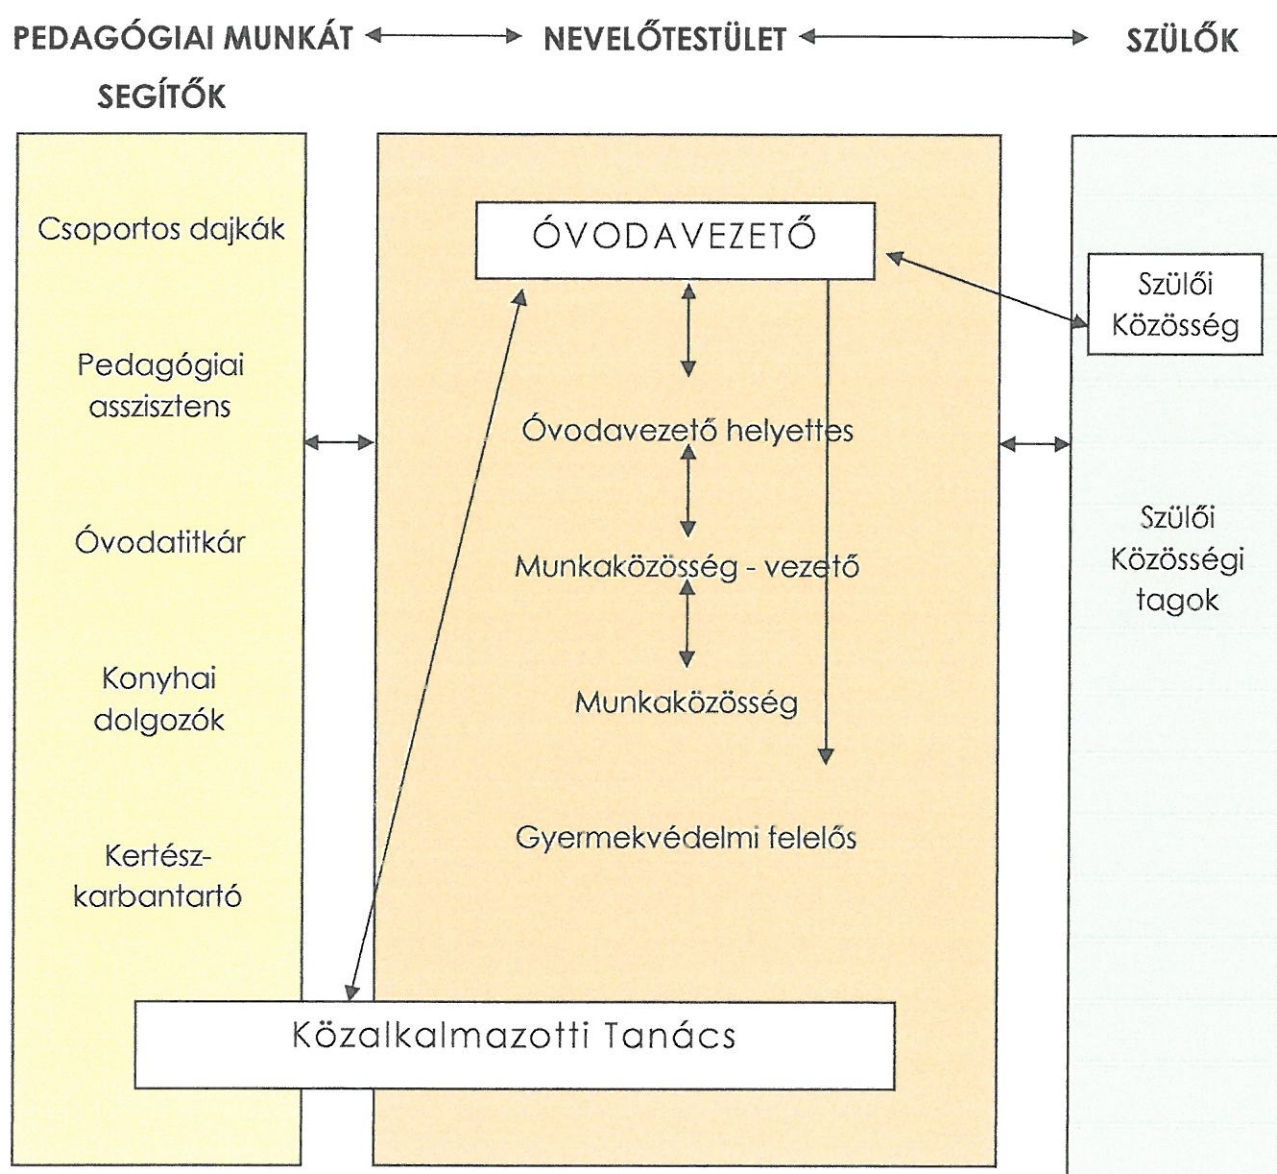 PEDAGÓGIAI MUNKÁT
SEGÍTŐK
NEVELŐTESTÜLET
SZÜLŐK
Csoportos dajkák
Pedagógiai
asszisztens
Óvodatitkár
Konyhai
dolgozók
Kertész-
karbantartó
ÓVODAVEZETŐ
Óvodavezető helyettes
Munkaközösség - vezető
Munkaközösség
Gyermekvédelmi felelős
Közalkalmazotti Tanács
Szülői
Közösség
Szülői
Közösségi
tagok